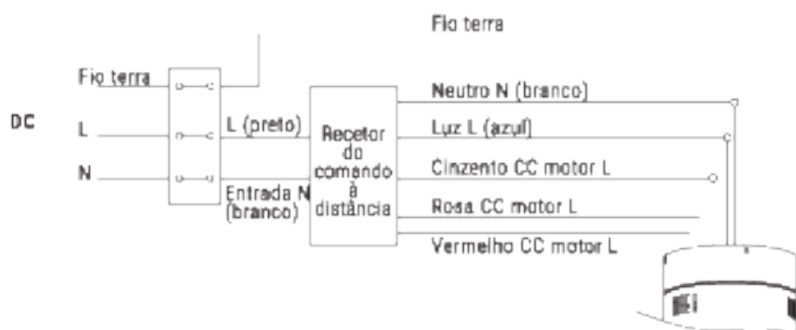 Fio terra
Fio terra
DC
L
N
L (preto)
Entrada N
(branco)
Recetor
do
comando
à
distância
Neutro N (branco)
Luz L (azul)
Cinzento CC motor L
Rosa CC motor L
Vermelho CC motor L